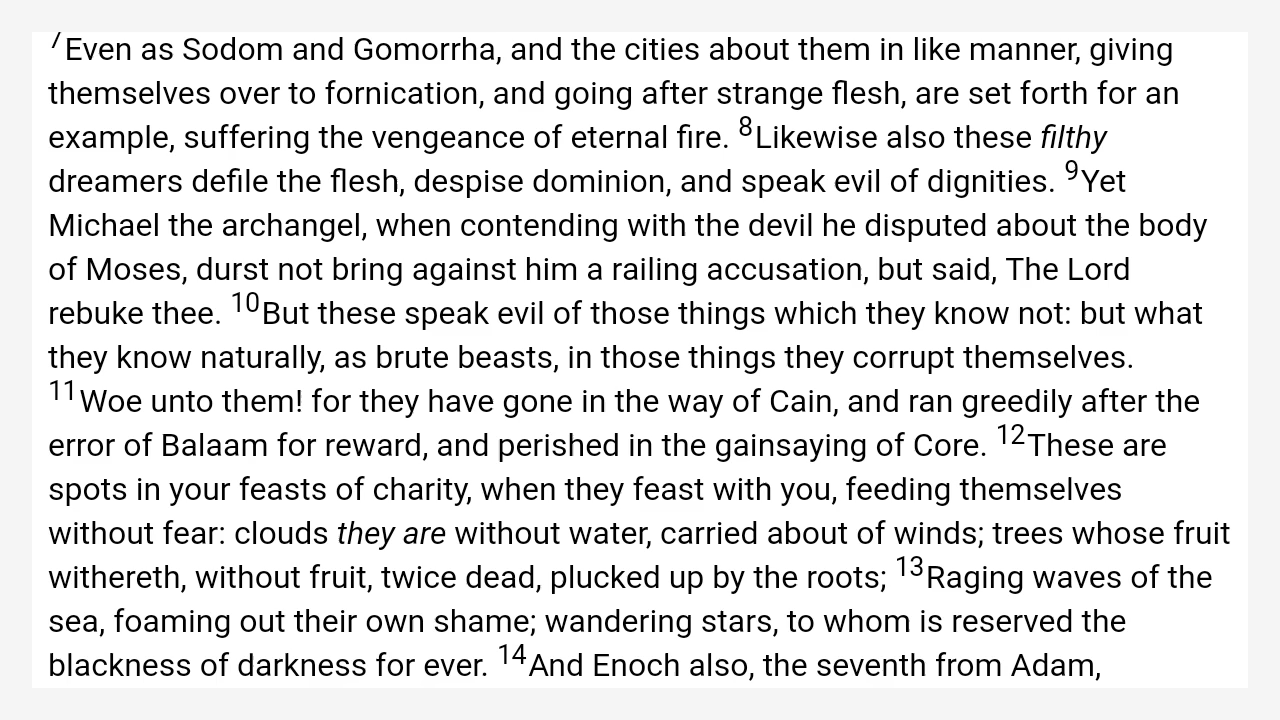 7Even as Sodom and Gomorrha, and the cities about them in like manner, giving
themselves over to fornication, and going after strange flesh, are set forth for an
example, suffering the vengeance of eternal fire. 8Likewise also these filthy
dreamers defile the flesh, despise dominion, and speak evil of dignities. 9Yet
Michael the archangel, when contending with the devil he disputed about the body
of Moses, durst not bring against him a railing accusation, but said, The Lord
rebuke thee. 10But these speak evil of those things which they know not: but what
they know naturally, as brute beasts, in those things they corrupt themselves.
11Woe unto them! for they have gone in the way of Cain, and ran greedily after the
error of Balaam for reward, and perished in the gainsaying of Core. 12These are
spots in your feasts of charity, when they feast with you, feeding themselves
without fear: clouds they are without water, carried about of winds; trees whose fruit
withereth, without fruit, twice dead, plucked up by the roots; 13Raging waves of the
sea, foaming out their own shame; wandering stars, to whom is reserved the
blackness of darkness for ever. 14And Enoch also, the seventh from Adam,